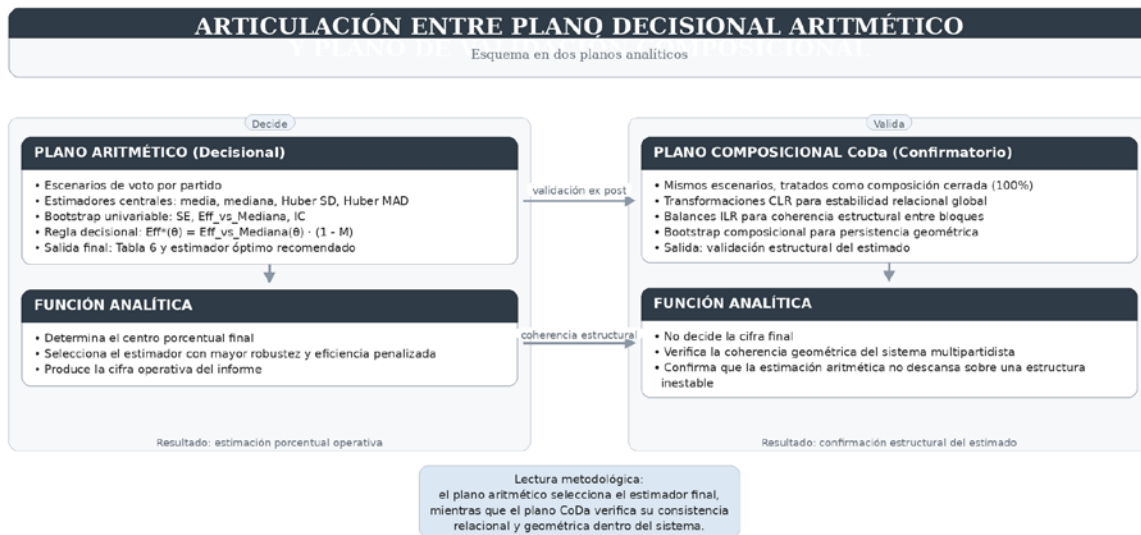 ARTICULACIÓN ENTRE PLANO DECISIONAL ARITMÉTICO
Y PLANO DE VALIDACIÓN COMPOSICIONAL
Esquema en dos planos analíticos
Decide
PLANO ARITMÉTICO (Decisional)
• Escenarios de voto por partido
• Estimadores centrales: media, mediana, Huber SD, Huber MAD
• Bootstrap univariable: SE, Eff_vs_Mediana, IC
• Regla decisional: Eff*(θ) = Eff_vs_Mediana(θ) · (1 - M)
• Salida final: Tabla 6 y estimador óptimo recomendado
FUNCIÓN ANALÍTICA
• Determina el centro porcentual final
• Selecciona el estimador con mayor robustez y eficiencia penalizada
• Produce la cifra operativa del informe
Resultado: estimación porcentual operativa
validación ex post
coherencia estructural
Valida
PLANO COMPOSICIONAL CoDa (Confirmatorio)
• Mismos escenarios, tratados como composición cerrada (100%)
• Transformaciones CLR para estabilidad relacional global
• Balances ILR para coherencia estructural entre bloques
• Bootstrap composicional para persistencia geométrica
• Salida: validación estructural del estimado
FUNCIÓN ANALÍTICA
• No decide la cifra final
• Verifica la coherencia geométrica del sistema multipartidista
• Confirma que la estimación aritmética no descansa sobre una estructura
inestable
Resultado: confirmación estructural del estimado
Lectura metodológica:
el plano aritmético selecciona el estimador final,
mientras que el plano CoDa verifica su consistencia
relacional y geométrica dentro del sistema.